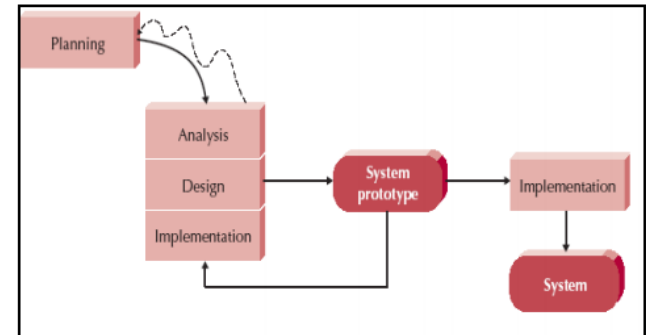 Planning
Analysis
Design
Implementation
System
prototype
Implementation
System